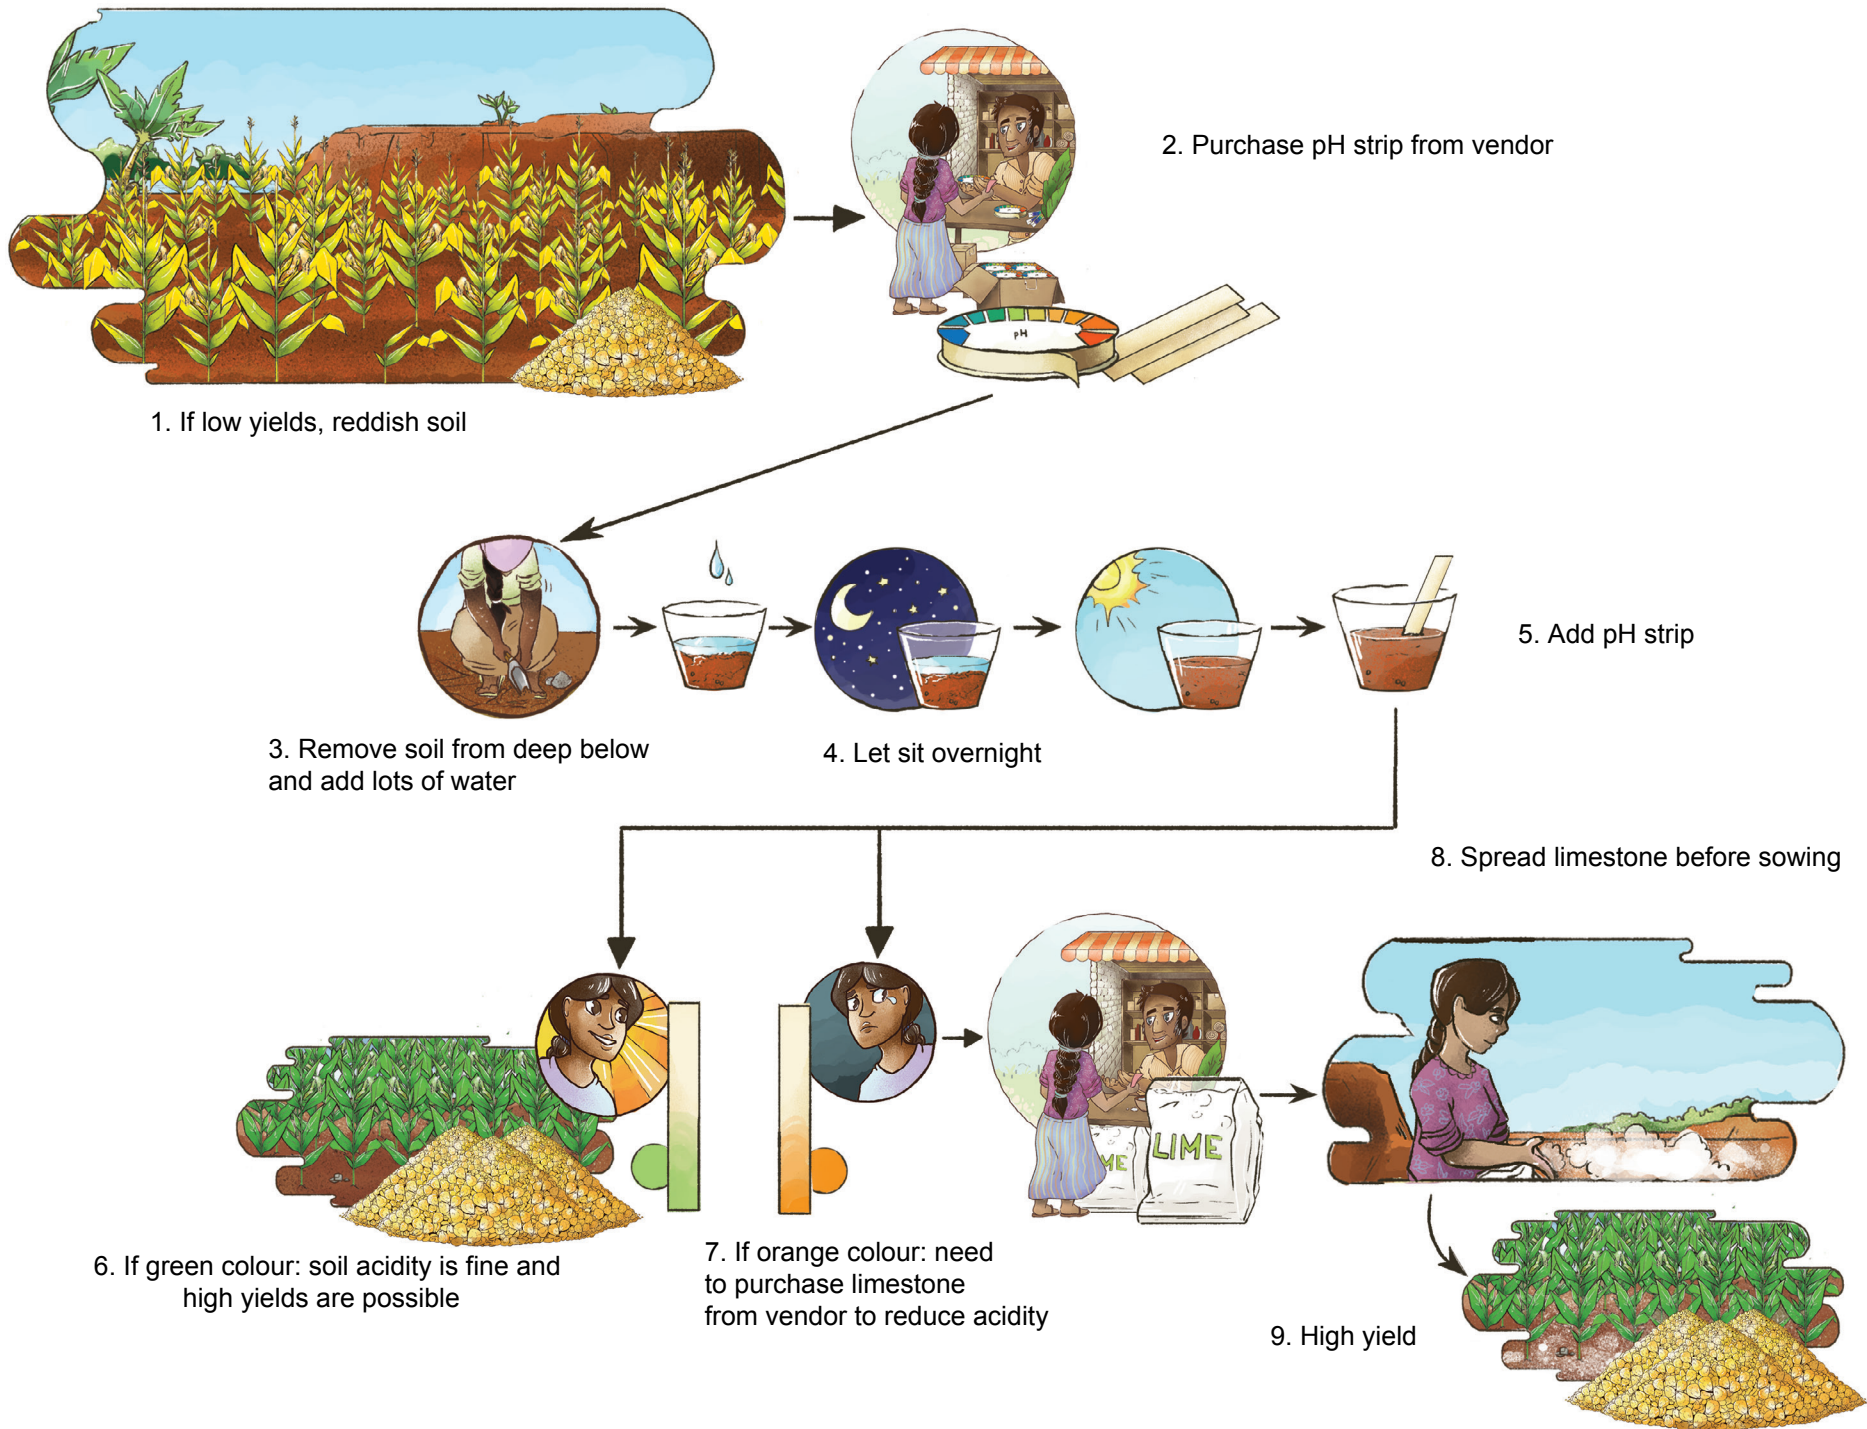 1. If low yields, reddish soil
2. Purchase pH strip from vendor
pH
3. Remove soil from deep below
and add lots of water
4. Let sit overnight
5. Add pH strip
6. If green colour: soil acidity is fine and
high yields are possible
7. If orange colour: need
to purchase limestone
from vendor to reduce acidity
ME
LIME
8. Spread limestone before sowing
9. High yield